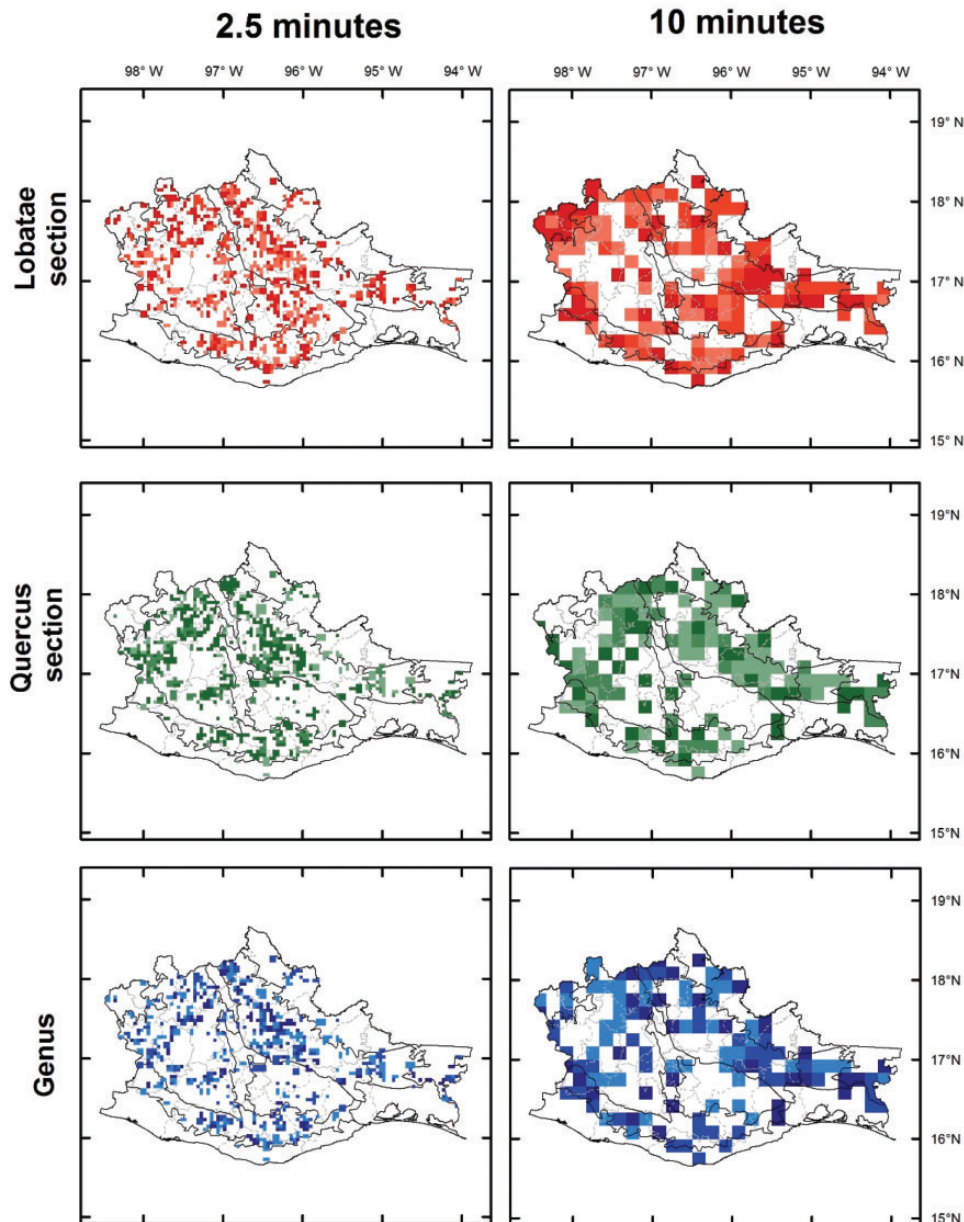 2.5 minutes
10 minutes
98° W 97° W 96° W 95° W 94° W
98° W 97° W 96° W 95° W 94° W
Lobatae
section
19° N
18° N
17° N
16° N
15° N
Quercus
section
19°N
18°N
17°N
16°N
15°N
Genus
19°N
18°N
17°N
16°N
15°N